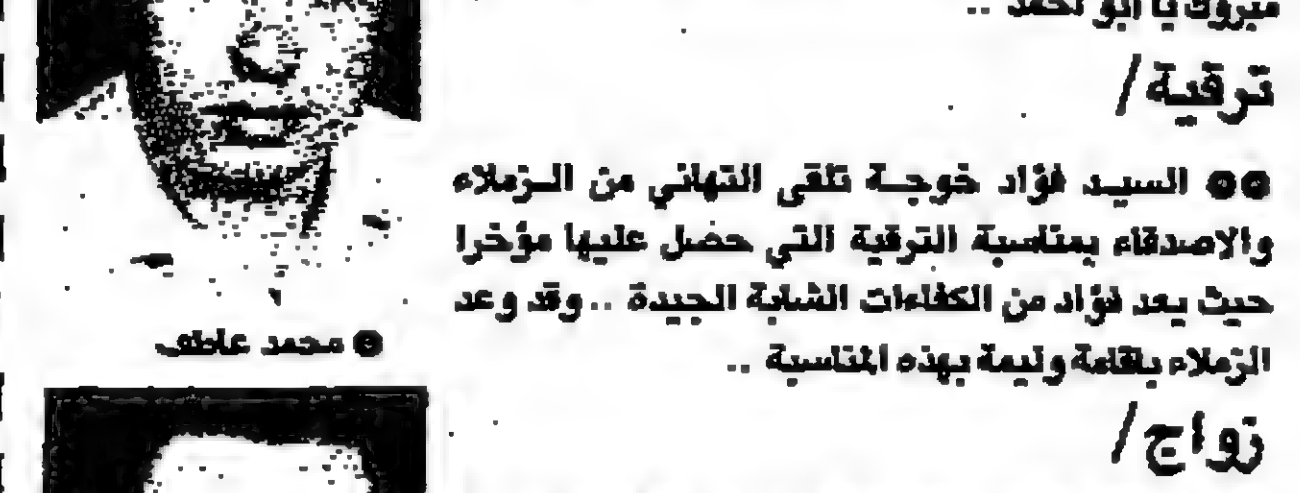 مبروك يا أبو أحمد ..
ترقية /
●● السيد فؤاد خوجة تلقى التهاني من الزملاء
والاصدقاء بمناسبة الترقية التي حصل عليها مؤخرا
حيث يعد فؤاد من الكفاءات الشابة الجيدة .. وقد وعد
الزملاء باقامة وليمة بهذه المناسبة ..
زواج /
● محمد عاطف